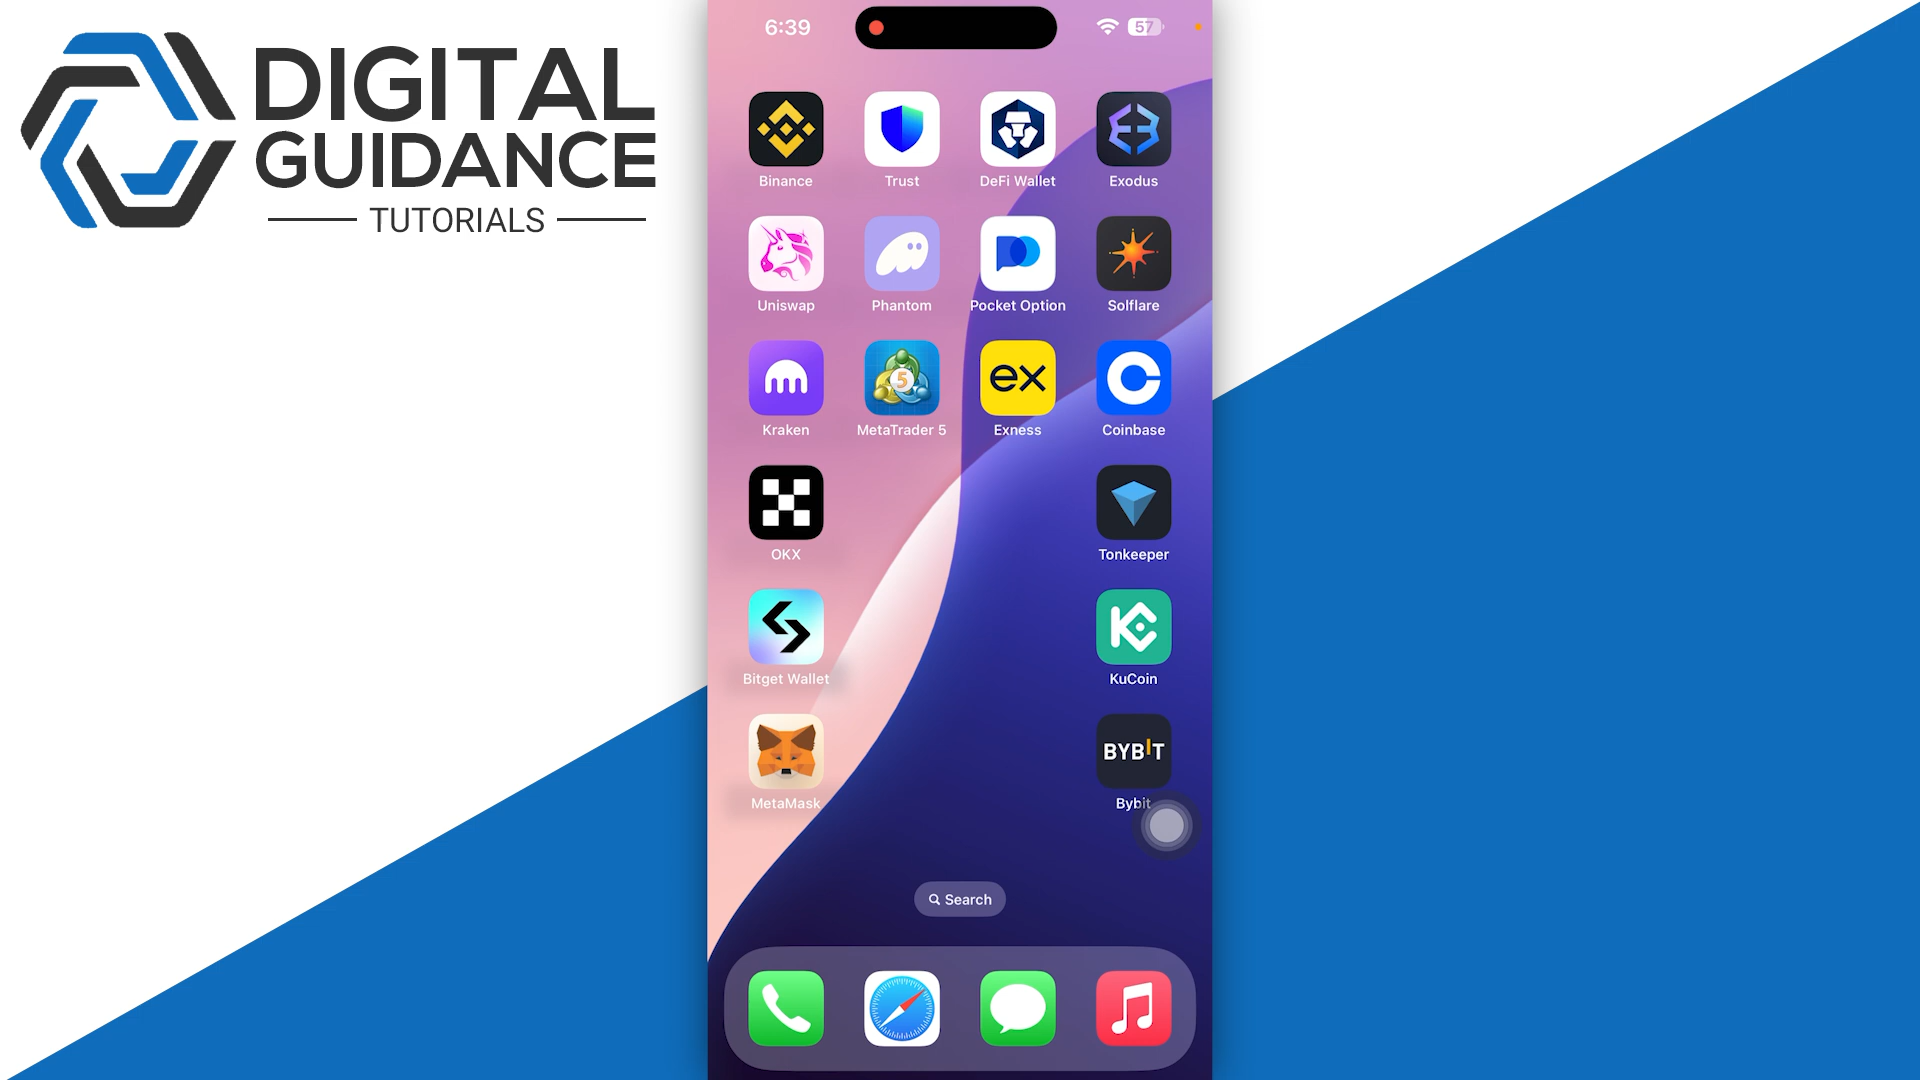 DIGITAL
GUIDANCE
TUTORIALS
6:39
57
Binance
Trust
DeFi Wallet
Exodus
Uniswap
Phantom
Pocket Option
Solflare
5
ex
Kraken
MetaTrader 5
Exness
Coinbase
OKX
Tonkeeper
Bitget Wallet
KuCoin
BYBIT
MetaMask
Bybit
Search